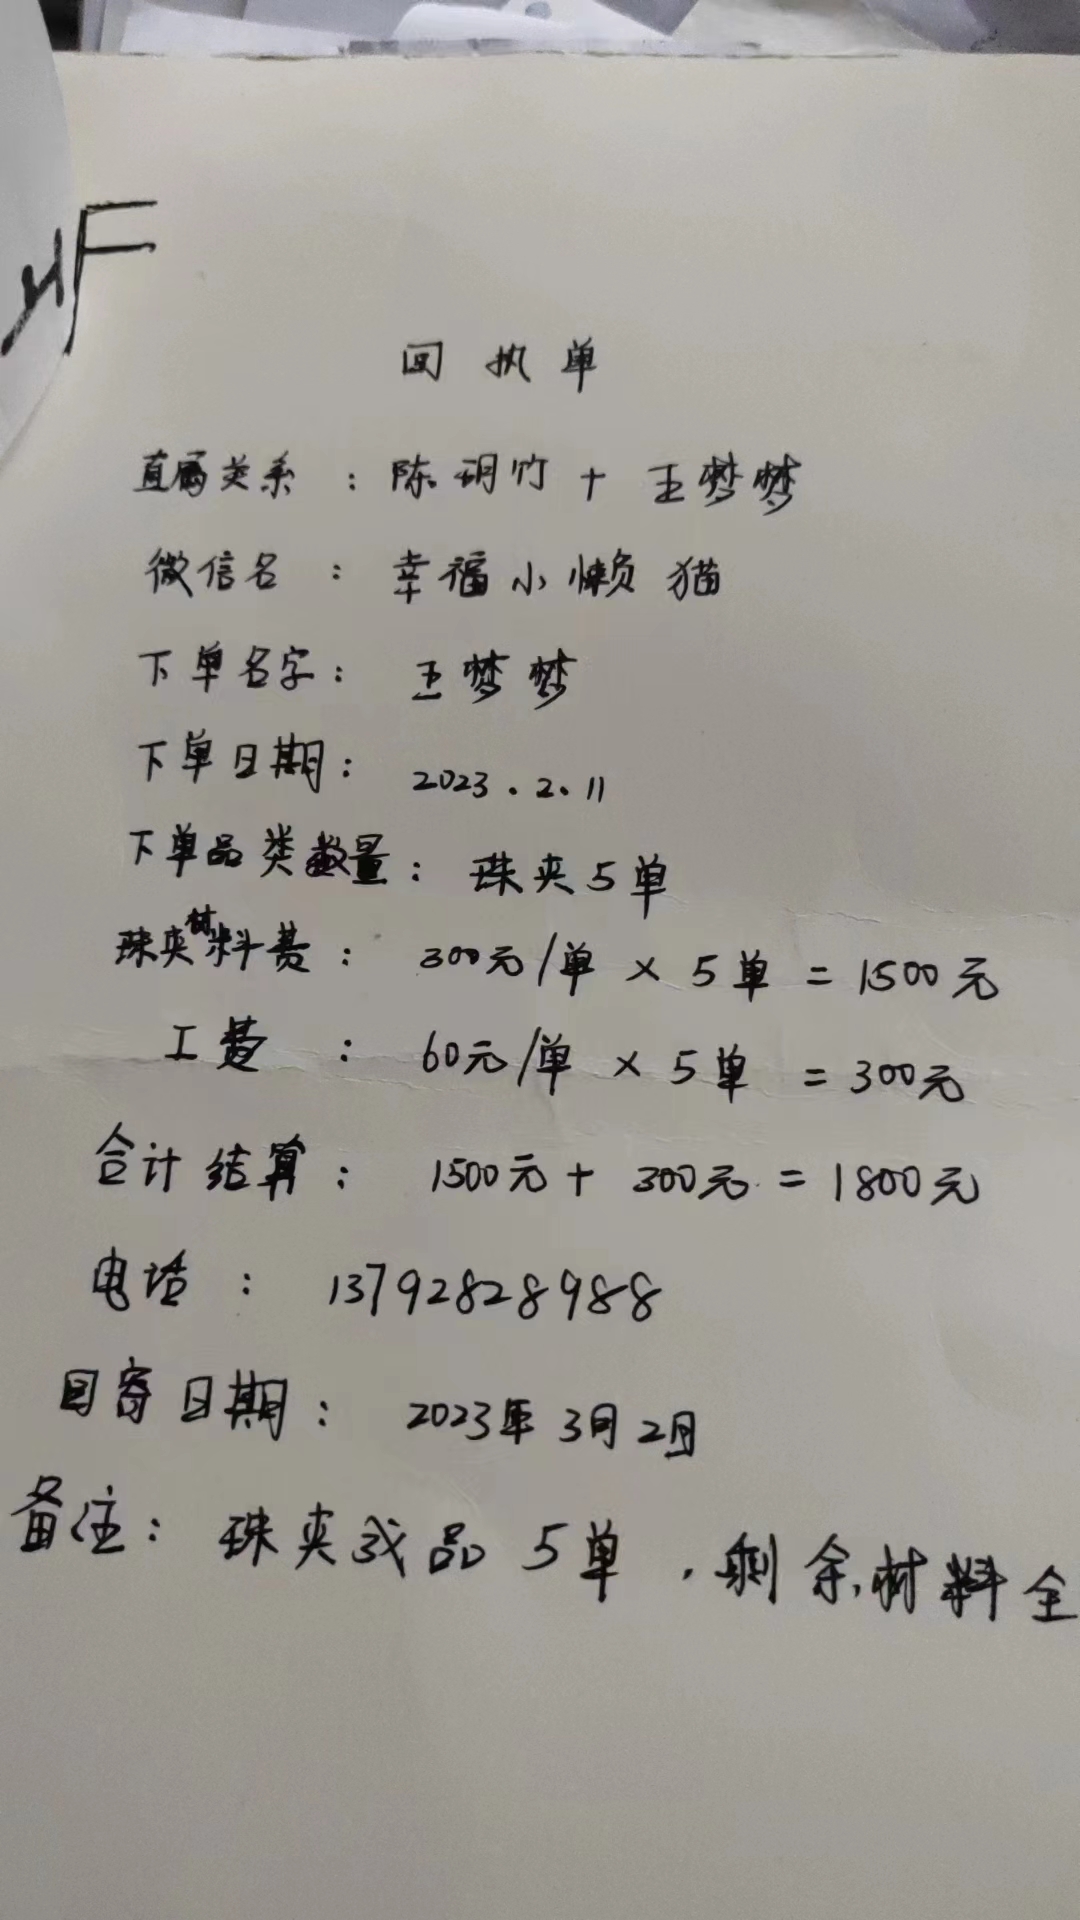 回执单
直属关系：陈玥竹＋王梦梦
微信名：幸福小懒猫
下单名字：王梦梦
下单日期：2023.2.11
下单品类数量：珠夹5单
珠夹材料费：300元/单×5单=1500元
工费：60元/单×5单=300元
合计结算：1500元+300元=1800元
电话：13792828988
回寄日期：2023年3月2日
备注：珠夹成品5单，剩余材料全